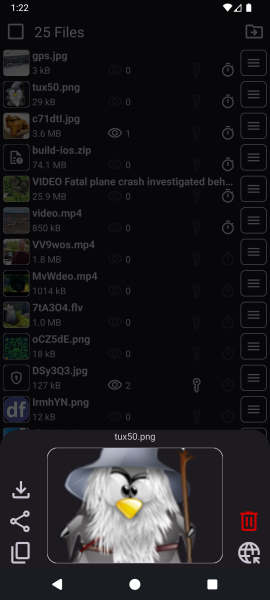 1:22
25 Files
gps.jpg
3 kB 0
tux50.png
29 kB 0
c71dtl.jpg
3.6 MB 1
build-ios.zip
74.1 MB 0
VIDEO Fatal plane crash investigated beh...
25.9 MB 0
video.mp4
850 kB 0
VV9wos.mp4
1.8 MB 0
MvWdeo.mp4
1014 kB 0
7tA3O4.flv
1.0 MB 0
oCZ5dE.png
18 kB 0
DSy3Q3.jpg
127 kB 2
df
IrmhYN.png
12 kB 0
tux50.png